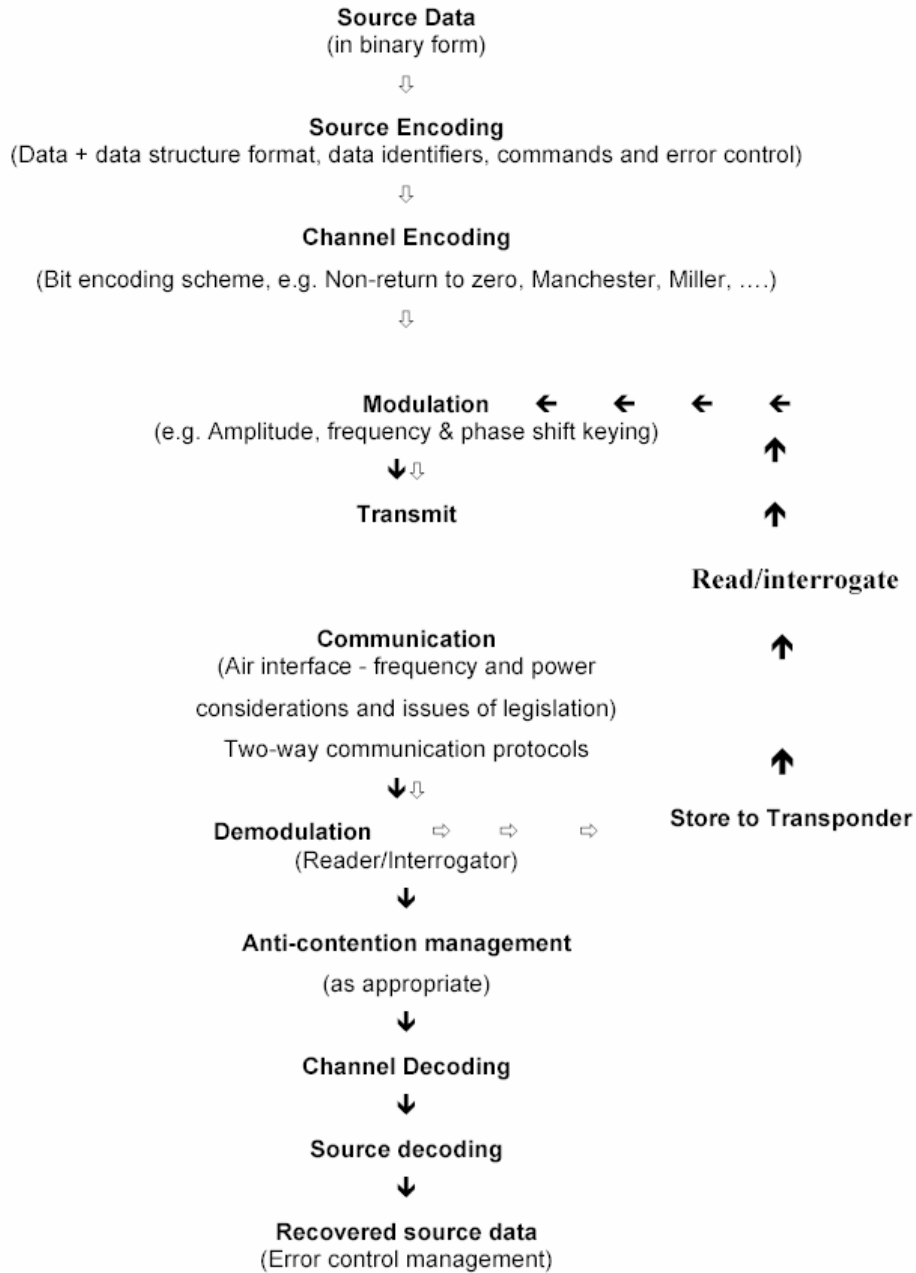 Source Data
(in binary form)
Source Encoding
(Data + data structure format, data identifiers, commands and error control)
Channel Encoding
(Bit encoding scheme, e.g. Non-return to zero, Manchester, Miller, ….)
Modulation
(e.g. Amplitude, frequency & phase shift keying)
Transmit
Read/interrogate
Communication
(Air interface - frequency and power
considerations and issues of legislation)
Two-way communication protocols
Store to Transponder
Demodulation
(Reader/Interrogator)
Anti-contention management
(as appropriate)
Channel Decoding
Source decoding
Recovered source data
(Error control management)